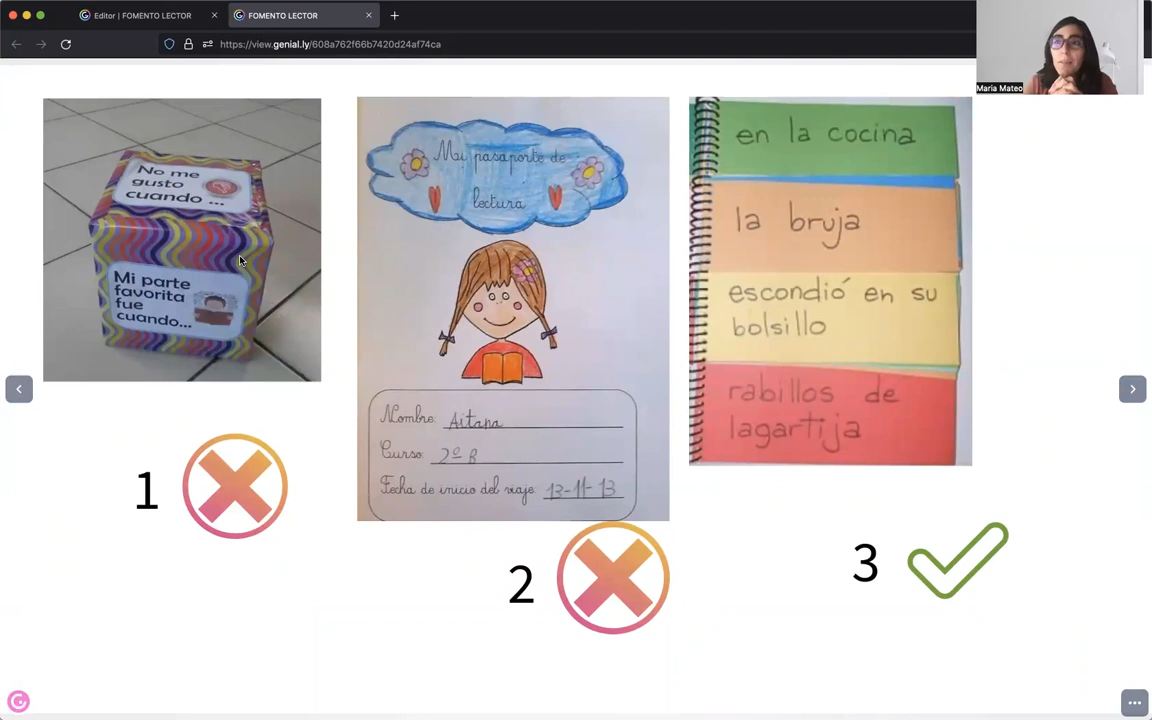 Editor | FOMENTO LECTOR
FOMENTO LECTOR
https://view.genial.ly/608a762f66b7420d24af74ca
Maria Mateo
No me
gusto
cuando ...
Mi parte
favorita
fue
cuando...
1
Mi pasaporte de
lectura
Nombre: Aitana
Curso: 2º B
Fecha de inicio del viaje: 13-11-13
2
en la cocina
la bruja
escondió en su
bolsillo
rabillos de
lagartija
3